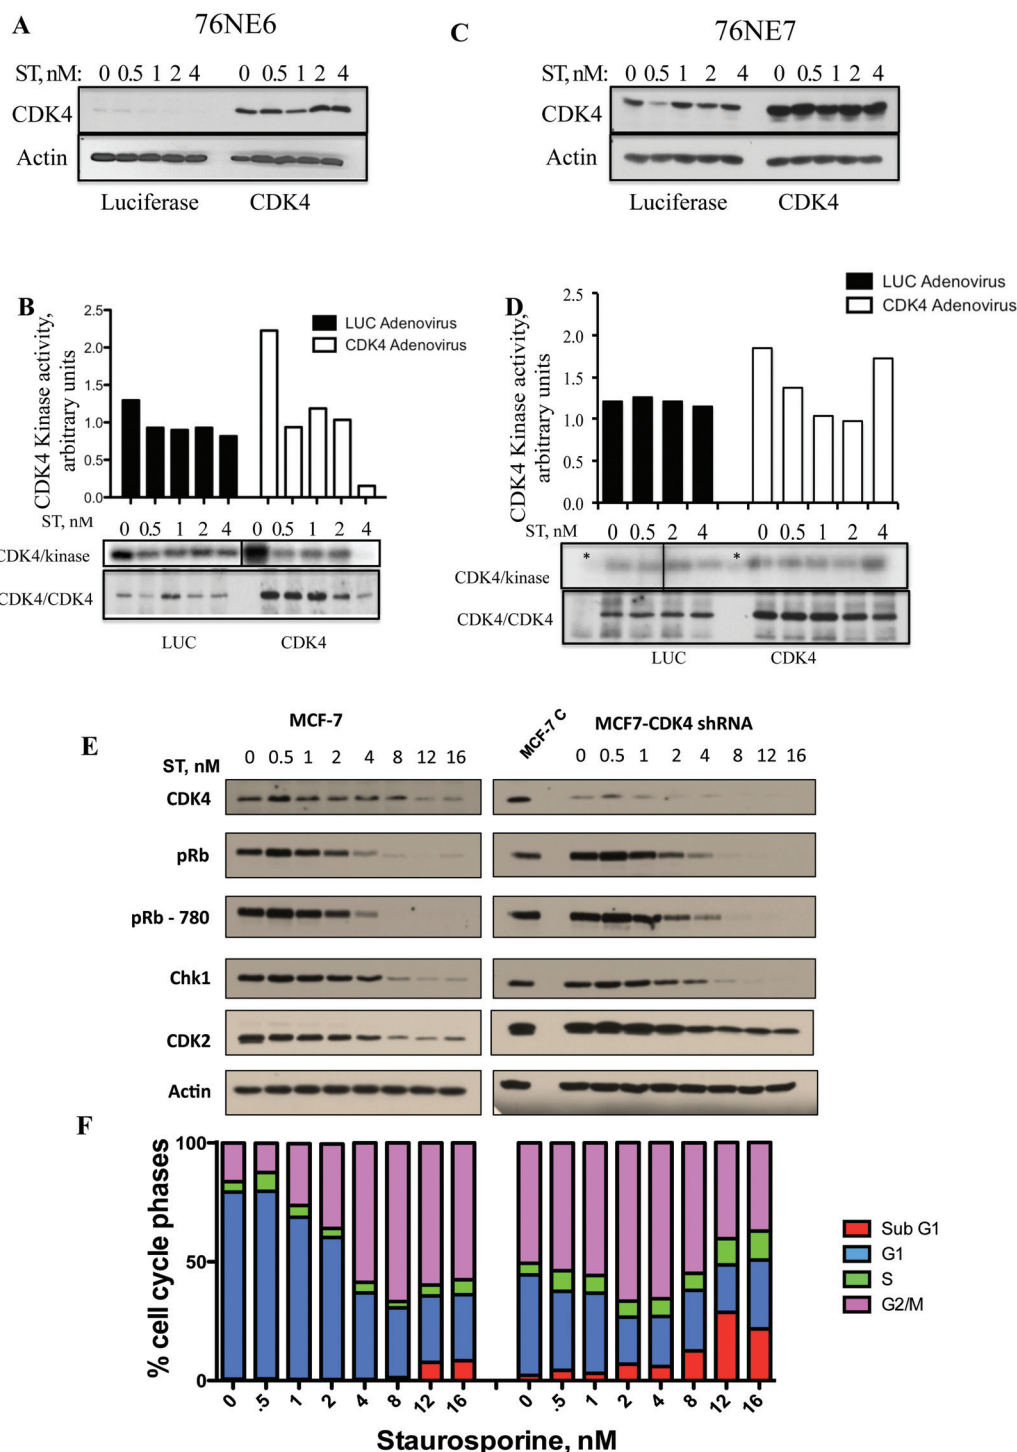 A
76NE6
ST, nM: 0 0.5 1 2 4 0 0.5 1 2 4
CDK4
Actin
Luciferase CDK4
C
76NE7
ST, nM: 0 0.5 1 2 4 0 0.5 1 2 4
CDK4
Actin
Luciferase CDK4
B
CDK4 Kinase activity,
arbitrary units
2.5
2.0
1.5
1.0
0.5
0.0
LUC Adenovirus
CDK4 Adenovirus
ST, nM 0 0.5 1 2 4 0 0.5 1 2 4
CDK4/kinase
CDK4/CDK4
LUC CDK4
D
CDK4 Kinase activity,
arbitrary units
2.5
2.0
1.5
1.0
0.5
0.0
LUC Adenovirus
CDK4 Adenovirus
ST, nM 0 0.5 2 4 0 0.5 1 2 4
* *
CDK4/kinase
CDK4/CDK4
LUC CDK4
E
MCF-7
MCF-7 C
MCF7-CDK4 shRNA
ST, nM 0 0.5 1 2 4 8 12 16 0 0.5 1 2 4 8 12 16
CDK4
pRb
pRb - 780
Chk1
CDK2
Actin
F
% cell cycle phases
100
50
0
0 .5 1 2 4 8 12 16 0 .5 1 2 4 8 12 16
Staurosporine, nM
Sub G1
G1
S
G2/M